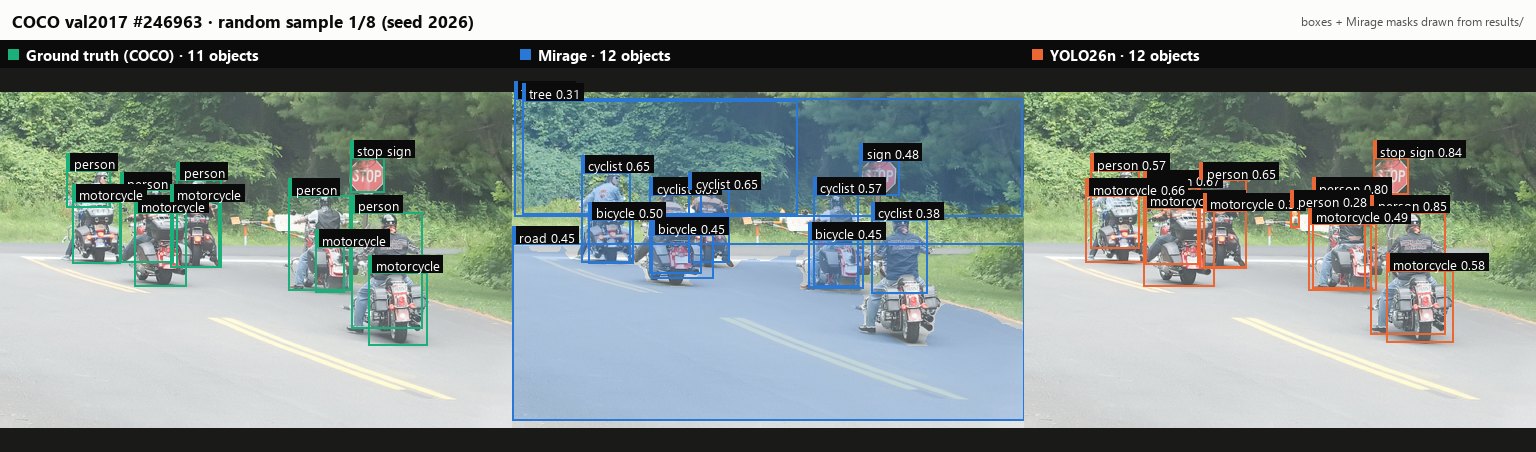 COCO val2017 #246963 · random sample 1/8 (seed 2026)
boxes + Mirage masks drawn from results/
Ground truth (COCO) · 11 objects
Mirage · 12 objects
YOLO26n · 12 objects
person
person
person
motorcycle
motorcycle
motorcycle
stop sign
STOP
person
person
motorcycle
motorcycle
tree 0.31
cyclist 0.65
cyclist
cyclist 0.65
sign 0.48
STOP
cyclist 0.57
cyclist 0.38
bicycle 0.50
bicycle 0.45
bicycle 0.45
road 0.45
stop sign 0.84
STOP
person 0.57
person 0.65
motorcycle 0.66
motorcycle
person 0.80
person 0.28
person 0.85
motorcycle 0.49
motorcycle 0.58